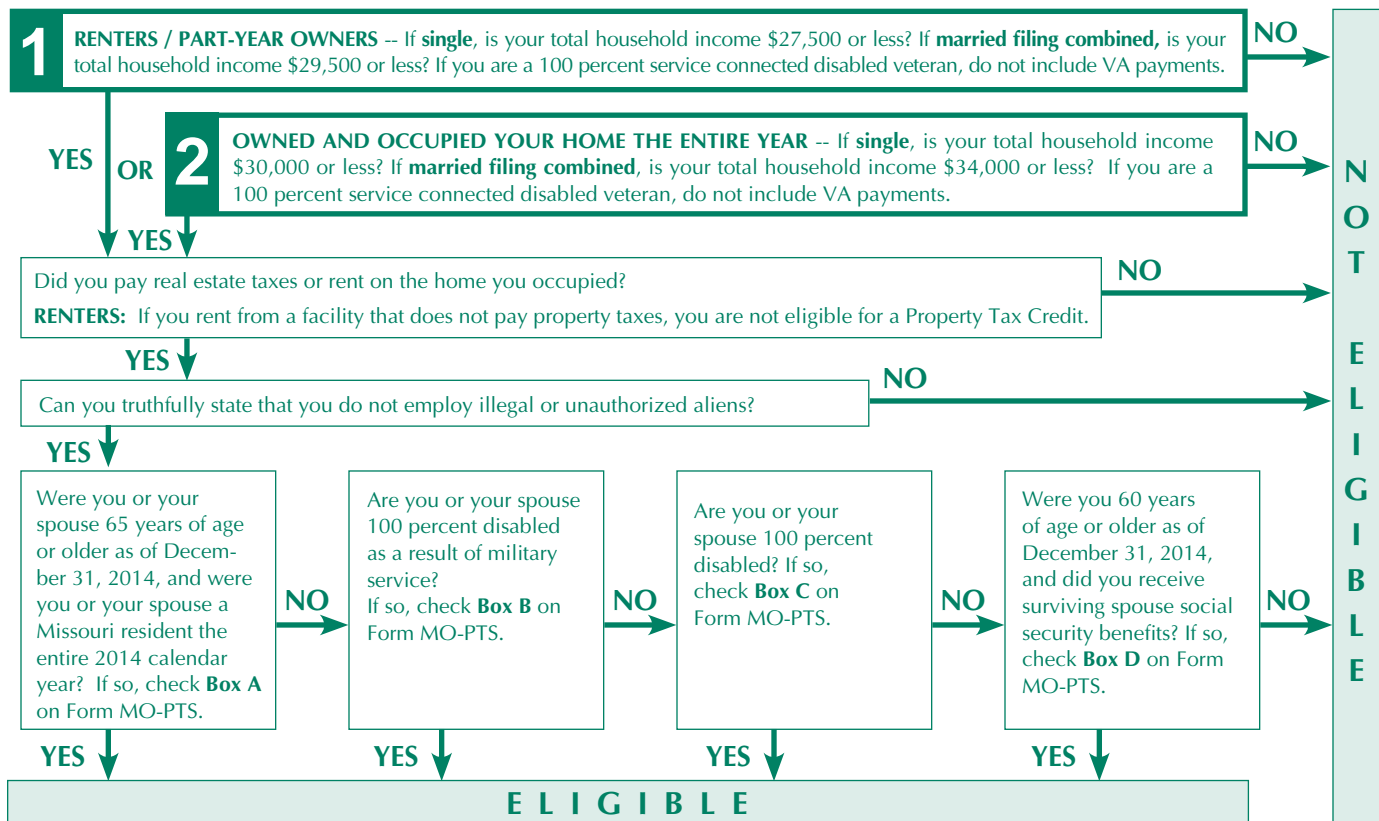 1
RENTERS / PART-YEAR OWNERS -- If single, is your total household income $27,500 or less? If married filing combined, is your
total household income $29,500 or less? If you are a 100 percent service connected disabled veteran, do not include VA payments.
NO
YES
OR
2
OWNED AND OCCUPIED YOUR HOME THE ENTIRE YEAR -- If single, is your total household income
$30,000 or less? If married filing combined, is your total household income $34,000 or less? If you are a
100 percent service connected disabled veteran, do not include VA payments.
NO
YES
Did you pay real estate taxes or rent on the home you occupied?
RENTERS: If you rent from a facility that does not pay property taxes, you are not eligible for a Property Tax Credit.
NO
YES
Can you truthfully state that you do not employ illegal or unauthorized aliens?
NO
YES
Were you or your
spouse 65 years of age
or older as of Decem-
ber 31, 2014, and were
you or your spouse a
Missouri resident the
entire 2014 calendar
year? If so, check Box A
on Form MO-PTS.
NO
Are you or your spouse
100 percent disabled
as a result of military
service?
If so, check Box B on
Form MO-PTS.
NO
Are you or your
spouse 100 percent
disabled? If so,
check Box C on
Form MO-PTS.
NO
Were you 60 years
of age or older as of
December 31, 2014,
and did you receive
surviving spouse social
security benefits? If so,
check Box D on Form
MO-PTS.
NO
YES
YES
YES
YES
ELIGIBLE
NOT ELIGIBLE